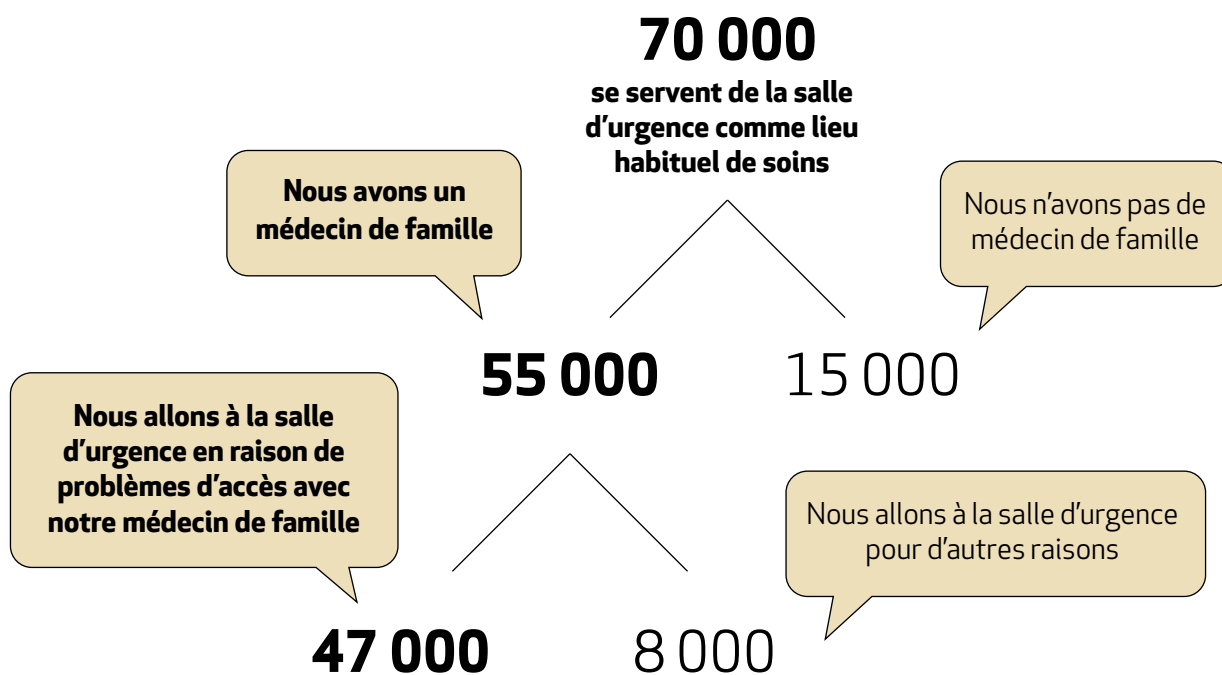 70 000
se servent de la salle
d'urgence comme lieu
habituel de soins
Nous avons un
médecin de famille
Nous n'avons pas de
médecin de famille
55 000
15 000
Nous allons à la salle
d'urgence en raison de
problèmes d'accès avec
notre médecin de famille
Nous allons à la salle d'urgence
pour d'autres raisons
47 000
8 000